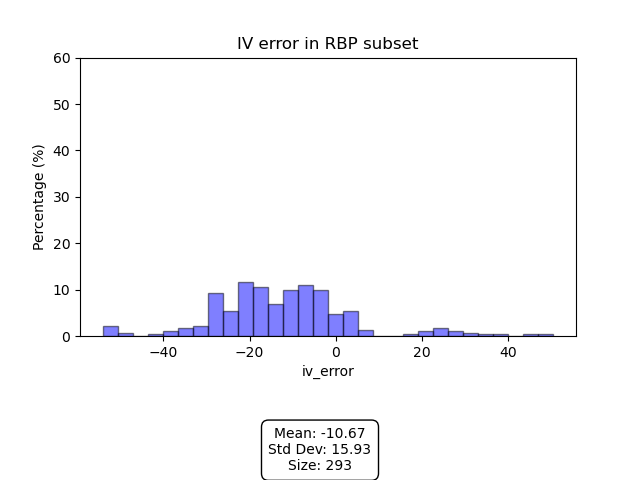 IV error in RBP subset
60
50
40
30
20
10
0
Percentage (%)
−40
−20
0
20
40
iv_error
Mean: -10.67
Std Dev: 15.93
Size: 293